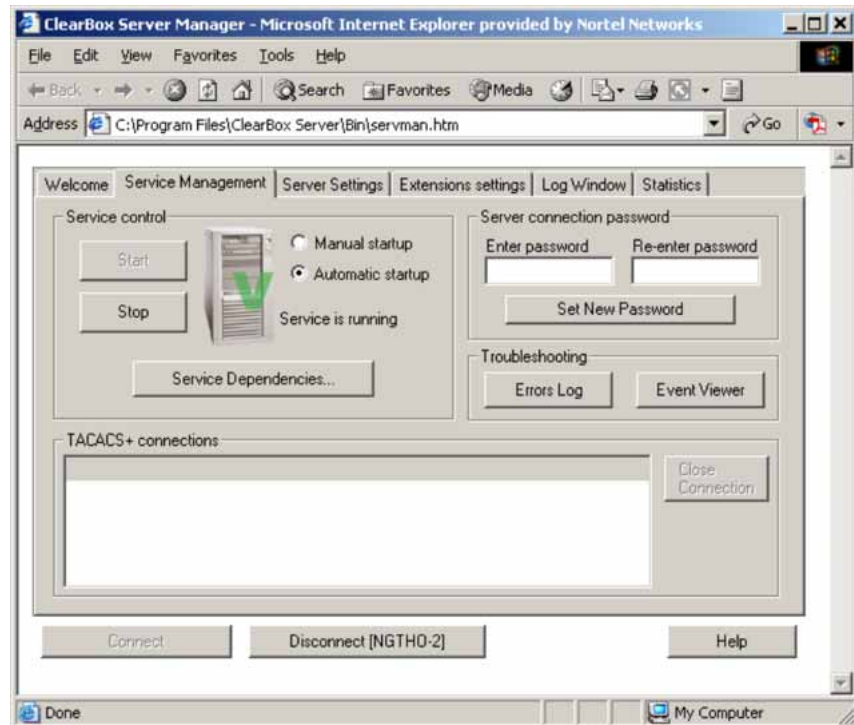 ClearBox Server Manager - Microsoft Internet Explorer provided by Nortel Networks
File Edit View Favorites Tools Help
Back Search Favorites Media
Address C:\Program Files\ClearBox Server\Bin\servman.htm Go
Welcome Service Management Server Settings Extensions settings Log Window Statistics
Service control
Start
Stop
Manual startup
Automatic startup
Service is running
Service Dependencies...
Server connection password
Enter password Re-enter password
Set New Password
Troubleshooting
Errors Log Event Viewer
TACACS+ connections
Close
Connection
Connect Disconnect [NGTHO-2] Help
Done My Computer